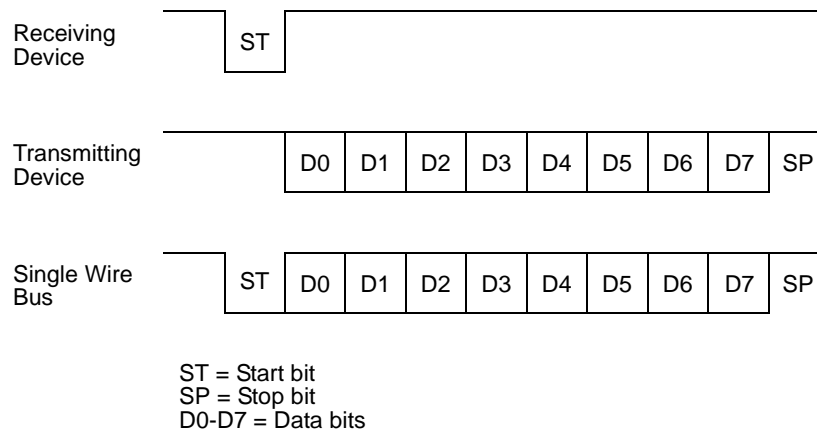 Receiving
Device
ST
Transmitting
Device
D0 D1 D2 D3 D4 D5 D6 D7 SP
Single Wire
Bus
ST D0 D1 D2 D3 D4 D5 D6 D7 SP
ST = Start bit
SP = Stop bit
D0-D7 = Data bits